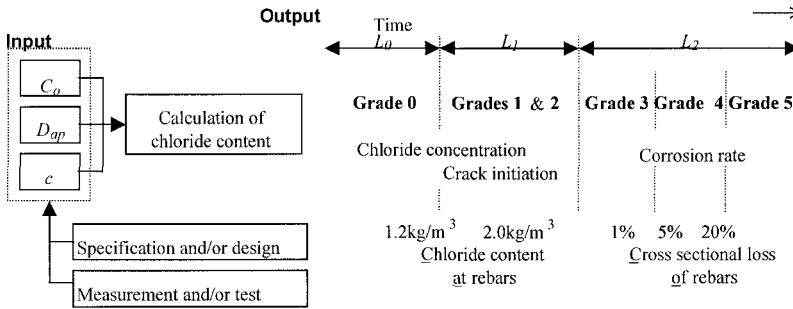 Output
Time
Input
L0 L1 L2
Co
Dap
c
Calculation of
chloride content
Grade 0 Grades 1 & 2 Grade 3 Grade 4 Grade 5
Chloride concentration
Crack initiation
Corrosion rate
Specification and/or design
Measurement and/or test
1.2kg/m3 2.0kg/m3 1% 5% 20%
Chloride content
at rebars
Cross sectional loss
of rebars